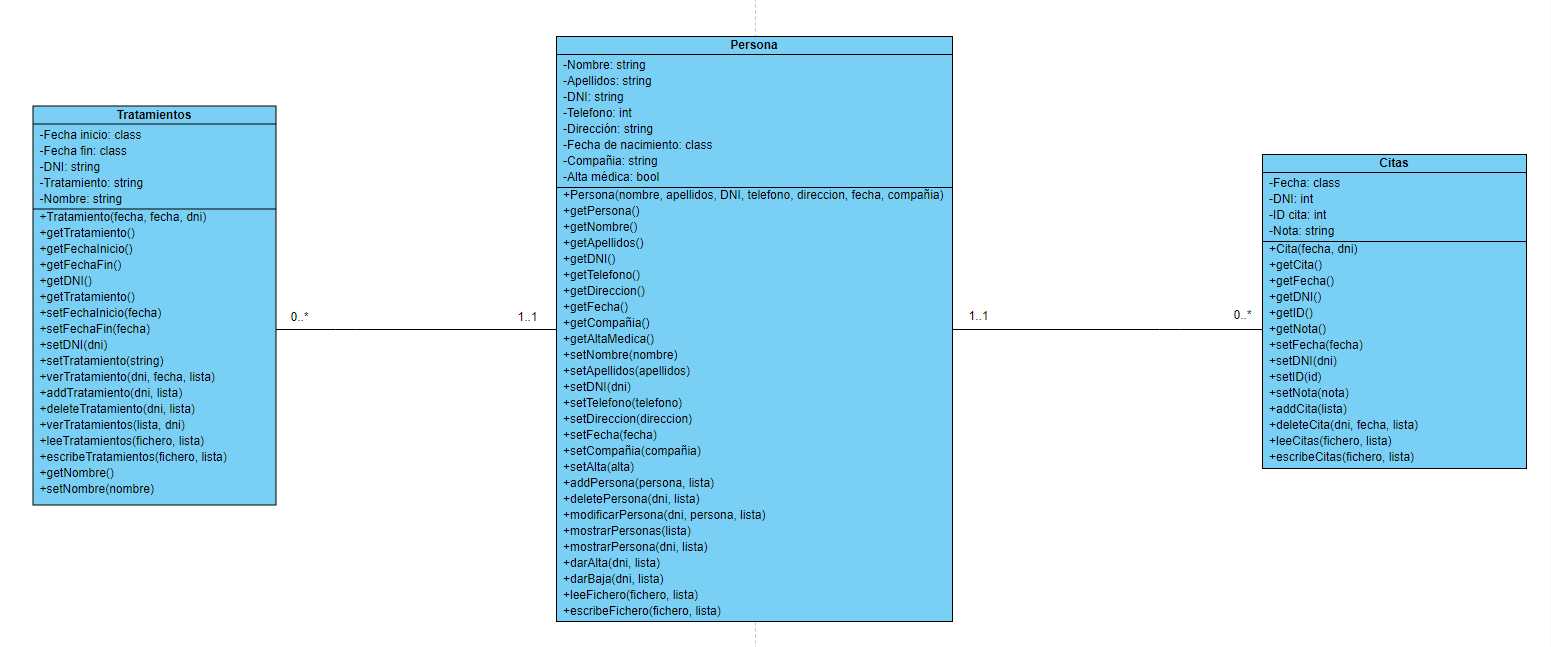 Tratamientos
-Fecha inicio: class
-Fecha fin: class
-DNI: string
-Tratamiento: string
-Nombre: string
+Tratamiento(fecha, fecha, dni)
+getTratamiento()
+getFechaInicio()
+getFechaFin()
+getDNI()
+getTratamiento()
+setFechaInicio(fecha)
+setFechaFin(fecha)
+setDNI(dni)
+setTratamiento(string)
+verTratamiento(dni, fecha, lista)
+addTratamiento(dni, lista)
+deleteTratamiento(dni, lista)
+verTratamientos(lista, dni)
+leeTratamientos(fichero, lista)
+escribeTratamientos(fichero, lista)
+getNombre()
+setNombre(nombre)
0..*
1..1
Persona
-Nombre: string
-Apellidos: string
-DNI: string
-Telefono: int
-Dirección: string
-Fecha de nacimiento: class
-Compañia: string
-Alta médica: bool
+Persona(nombre, apellidos, DNI, telefono, direccion, fecha, compañia)
+getPersona()
+getNombre()
+getApellidos()
+getDNI()
+getTelefono()
+getDireccion()
+getFecha()
+getCompañia()
+getAltaMedica()
+setNombre(nombre)
+setApellidos(apellidos)
+setDNI(dni)
+setTelefono(telefono)
+setDireccion(direccion)
+setFecha(fecha)
+setCompañia(compañia)
+setAlta(alta)
+addPersona(persona, lista)
+deletePersona(dni, lista)
+modificarPersona(dni, persona, lista)
+mostrarPersonas(lista)
+mostrarPersona(dni, lista)
+darAlta(dni, lista)
+darBaja(dni, lista)
+leeFichero(fichero, lista)
+escribeFichero(fichero, lista)
1..1
0..*
Citas
-Fecha: class
-DNI: int
-ID cita: int
-Nota: string
+Cita(fecha, dni)
+getCita()
+getFecha()
+getDNI()
+getID()
+getNota()
+setFecha(fecha)
+setDNI(dni)
+setID(id)
+setNota(nota)
+addCita(lista)
+deleteCita(dni, fecha, lista)
+leeCitas(fichero, lista)
+escribeCitas(fichero, lista)